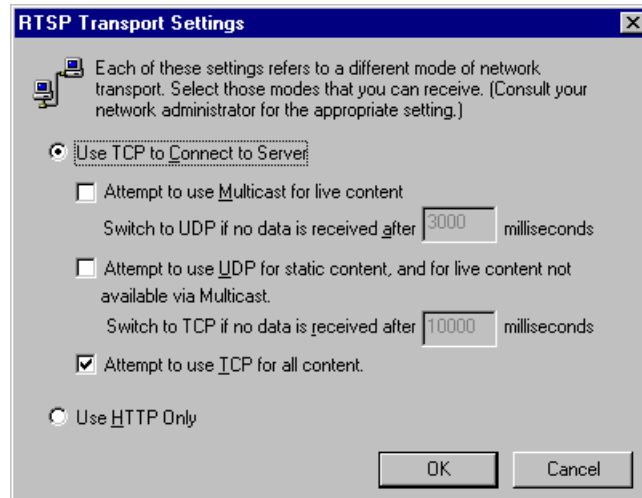 RTSP Transport Settings
Each of these settings refers to a different mode of network
transport. Select those modes that you can receive. (Consult your
network administrator for the appropriate setting.)
Use TCP to Connect to Server
Attempt to use Multicast for live content
Switch to UDP if no data is received after 3000 milliseconds
Attempt to use UDP for static content, and for live content not
available via Multicast.
Switch to TCP if no data is received after 10000 milliseconds
Attempt to use TCP for all content.
Use HTTP Only
OK Cancel